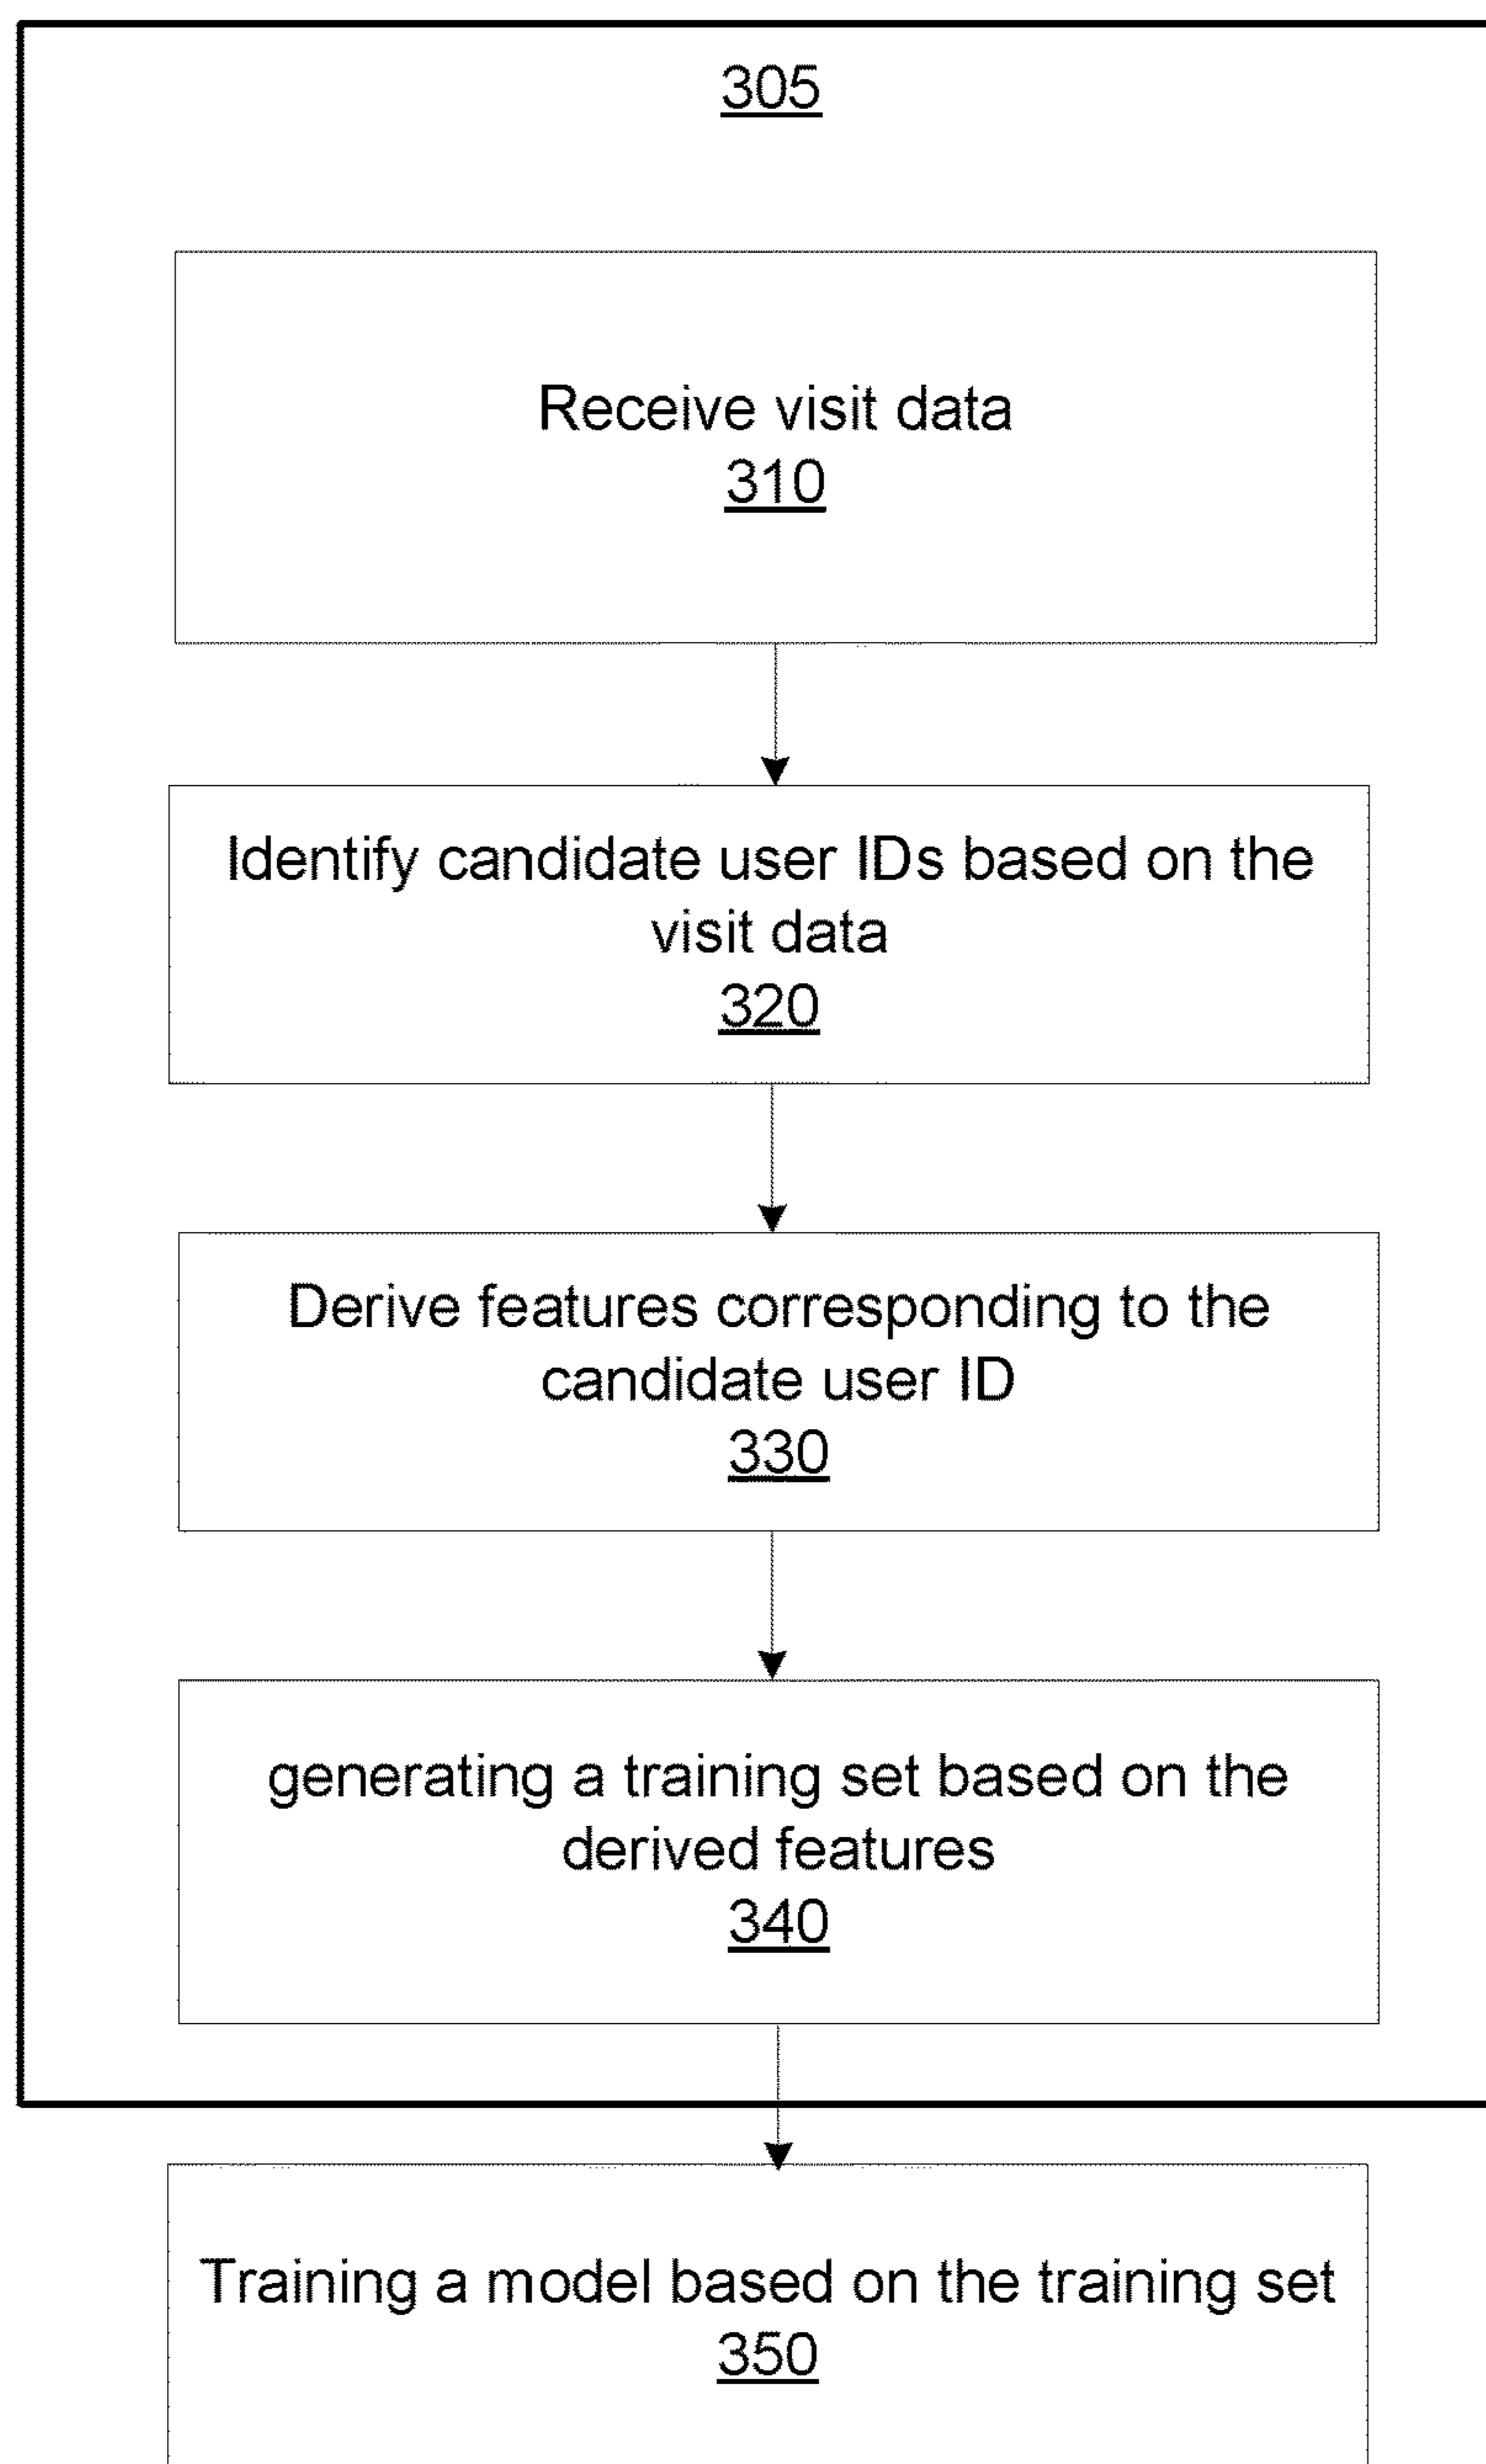 305
Receive visit data
310
Identify candidate user IDs based on the
visit data
320
Derive features corresponding to the
candidate user ID
330
generating a training set based on the
derived features
340
Training a model based on the training set
350